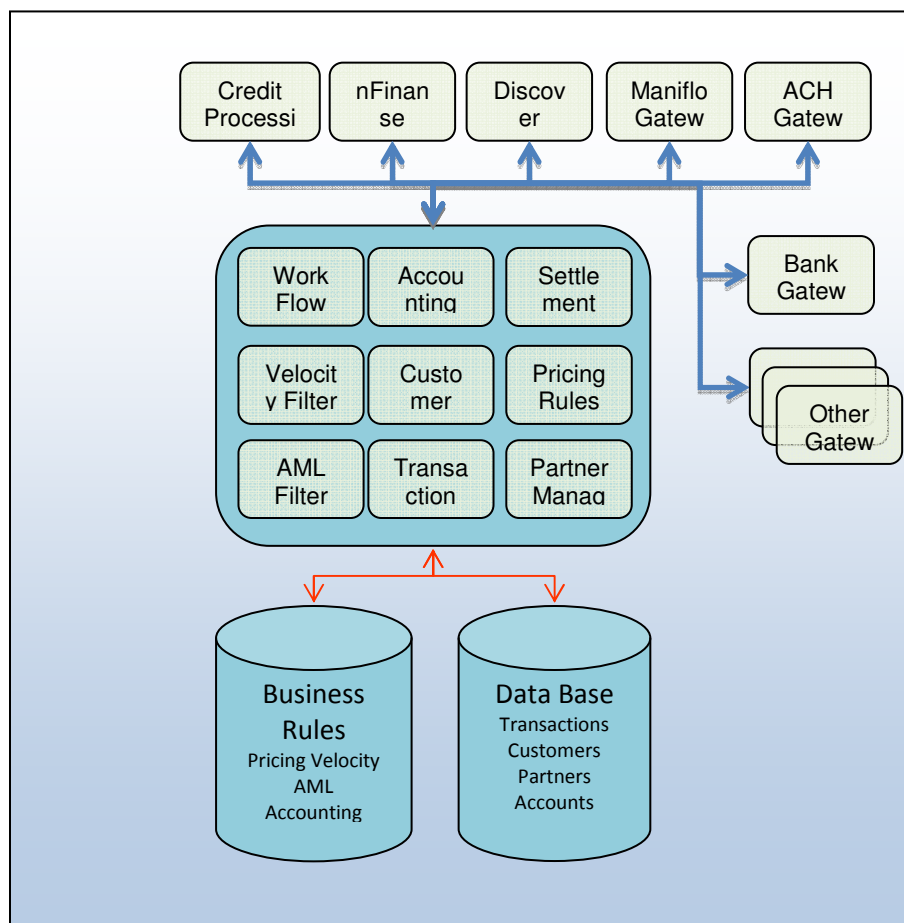 Credit
Processi
nFinan
se
Discov
er
Maniflo
Gatew
ACH
Gatew
Bank
Gatew
Other
Gatew
Work
Flow
Accou
nting
Settle
ment
Velocit
y Filter
Custo
mer
Pricing
Rules
AML
Filter
Transa
ction
Partner
Manag
Business
Rules
Pricing Velocity
AML
Accounting
Data Base
Transactions
Customers
Partners
Accounts